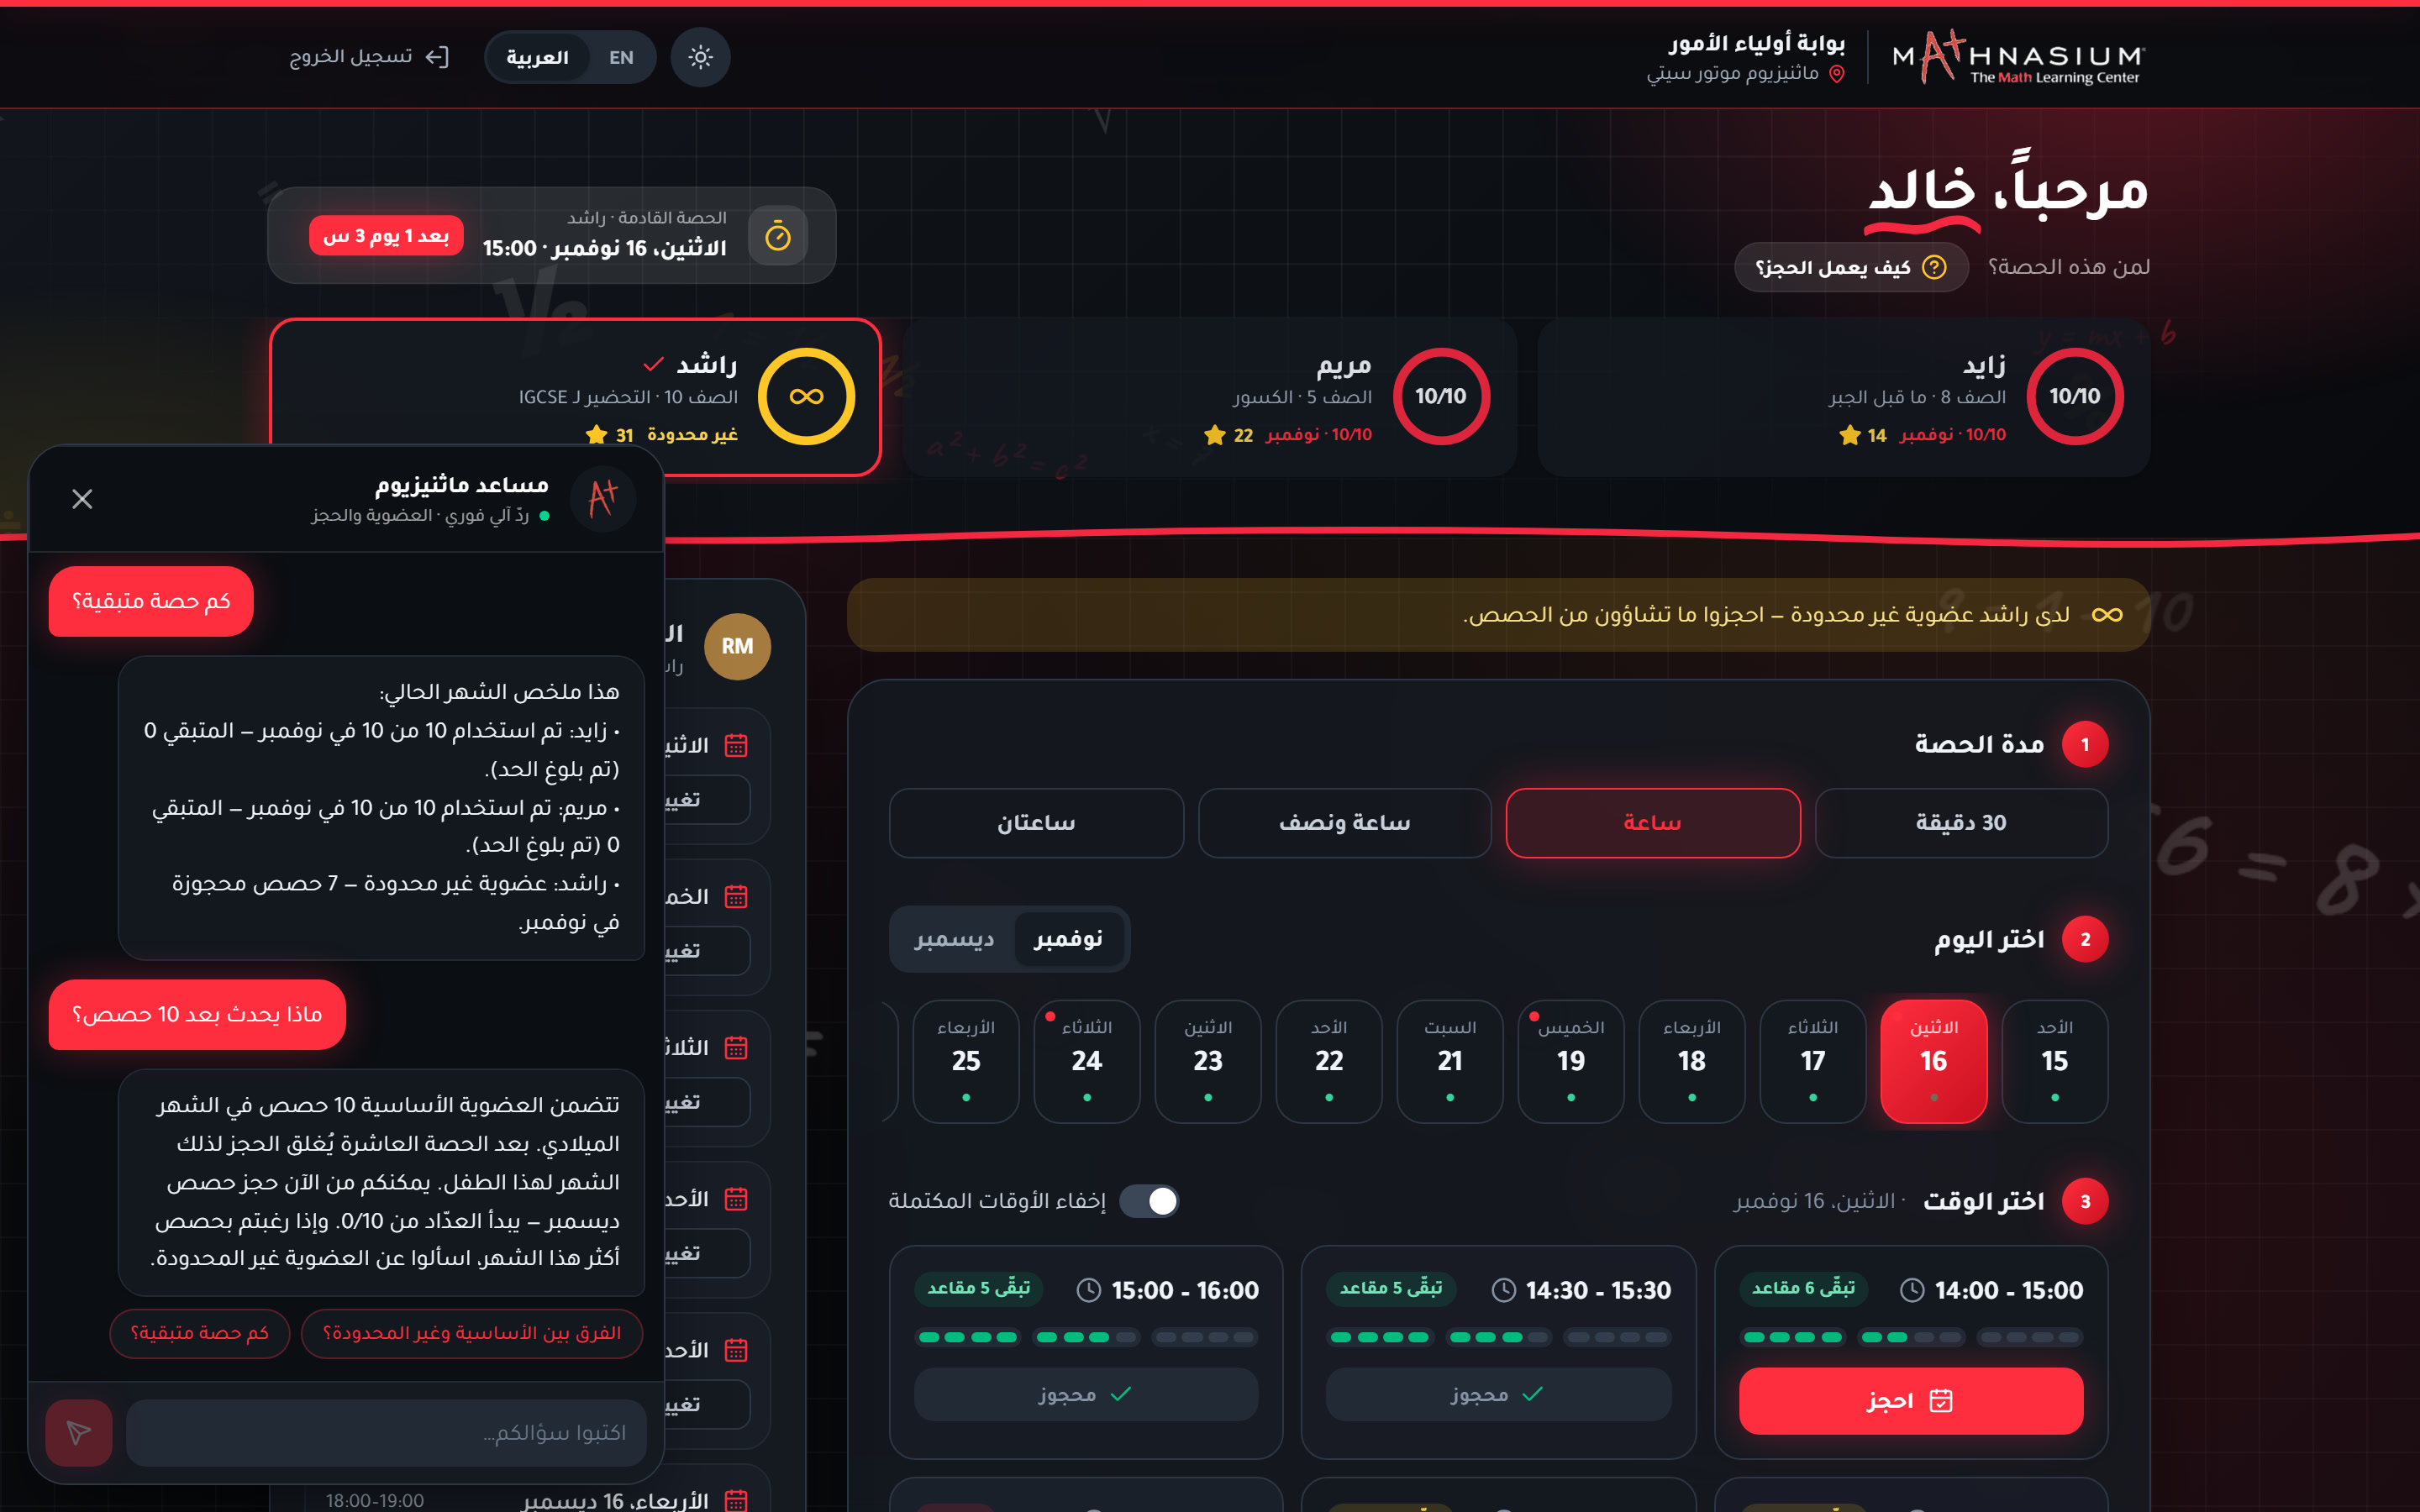 MATHNASIUM
The Math Learning Center
بوابة أولياء الأمور
ماثنيزيوم موتور سيتي
EN
العربية
تسجيل الخروج
مرحباً، خالد
لمن هذه الحصة؟
كيف يعمل الحجز؟
الحصة القادمة · راشد
الاثنين، 16 نوفمبر · 15:00
بعد 1 يوم 3 س
10/10
زايد
الصف 8 · ما قبل الجبر
10/10 · نوفمبر 14
10/10
مريم
الصف 5 · الكسور
10/10 · نوفمبر 22
راشد
الصف 10 · التحضير لـ IGCSE
غير محدودة 31
y = mx + b
a² + b² = c²
½
لدى راشد عضوية غير محدودة – احجزوا ما تشاؤون من الحصص.
1 مدة الحصة
30 دقيقة
ساعة
ساعة ونصف
ساعتان
2 اختر اليوم
نوفمبر
ديسمبر
الأحد 15
الاثنين 16
الثلاثاء 17
الأربعاء 18
الخميس 19
السبت 21
الأحد 22
الاثنين 23
الثلاثاء 24
الأربعاء 25
3 اختر الوقت · الاثنين، 16 نوفمبر
إخفاء الأوقات المكتملة
14:00 - 15:00
تبقّى 6 مقاعد
احجز
14:30 - 15:30
تبقّى 5 مقاعد
محجوز
15:00 - 16:00
تبقّى 5 مقاعد
محجوز
RM
الأربعاء، 16 ديسمبر
18:00-19:00
مساعد ماثنيزيوم
ردّ آلي فوري · العضوية والحجز
كم حصة متبقية؟
هذا ملخص الشهر الحالي:
• زايد: تم استخدام 10 من 10 في نوفمبر – المتبقي 0
(تم بلوغ الحد).
• مريم: تم استخدام 10 من 10 في نوفمبر – المتبقي
0 (تم بلوغ الحد).
• راشد: عضوية غير محدودة – 7 حصص محجوزة
في نوفمبر.
ماذا يحدث بعد 10 حصص؟
تتضمن العضوية الأساسية 10 حصص في الشهر
الميلادي. بعد الحصة العاشرة يُغلق الحجز لذلك
الشهر لهذا الطفل. يمكنكم من الآن حجز حصص
ديسمبر – يبدأ العدّاد من 0/10. وإذا رغبتم بحصص
أكثر هذا الشهر، اسألوا عن العضوية غير المحدودة.
الفرق بين الأساسية وغير المحدودة؟
كم حصة متبقية؟
اكتبوا سؤالكم...